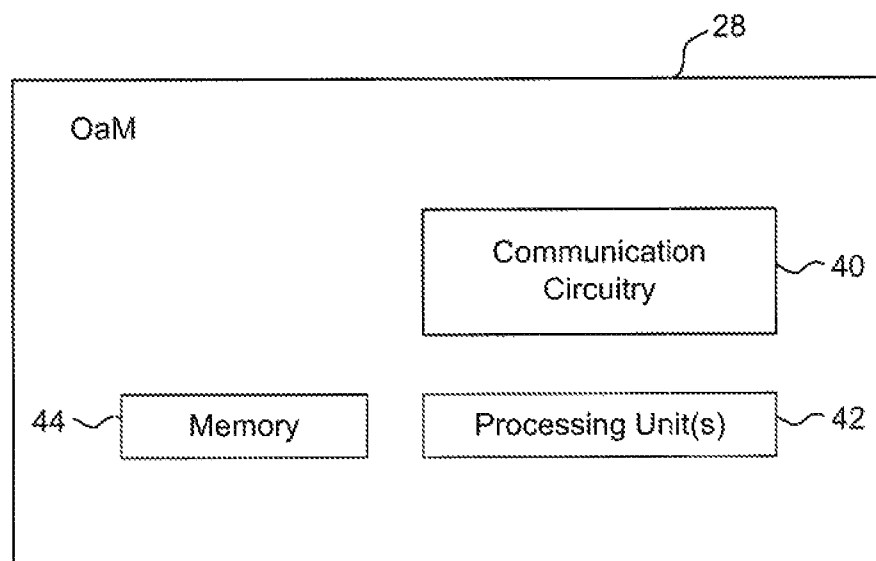 28
OaM
Communication
Circuitry
40
44
Memory
Processing Unit(s)
42